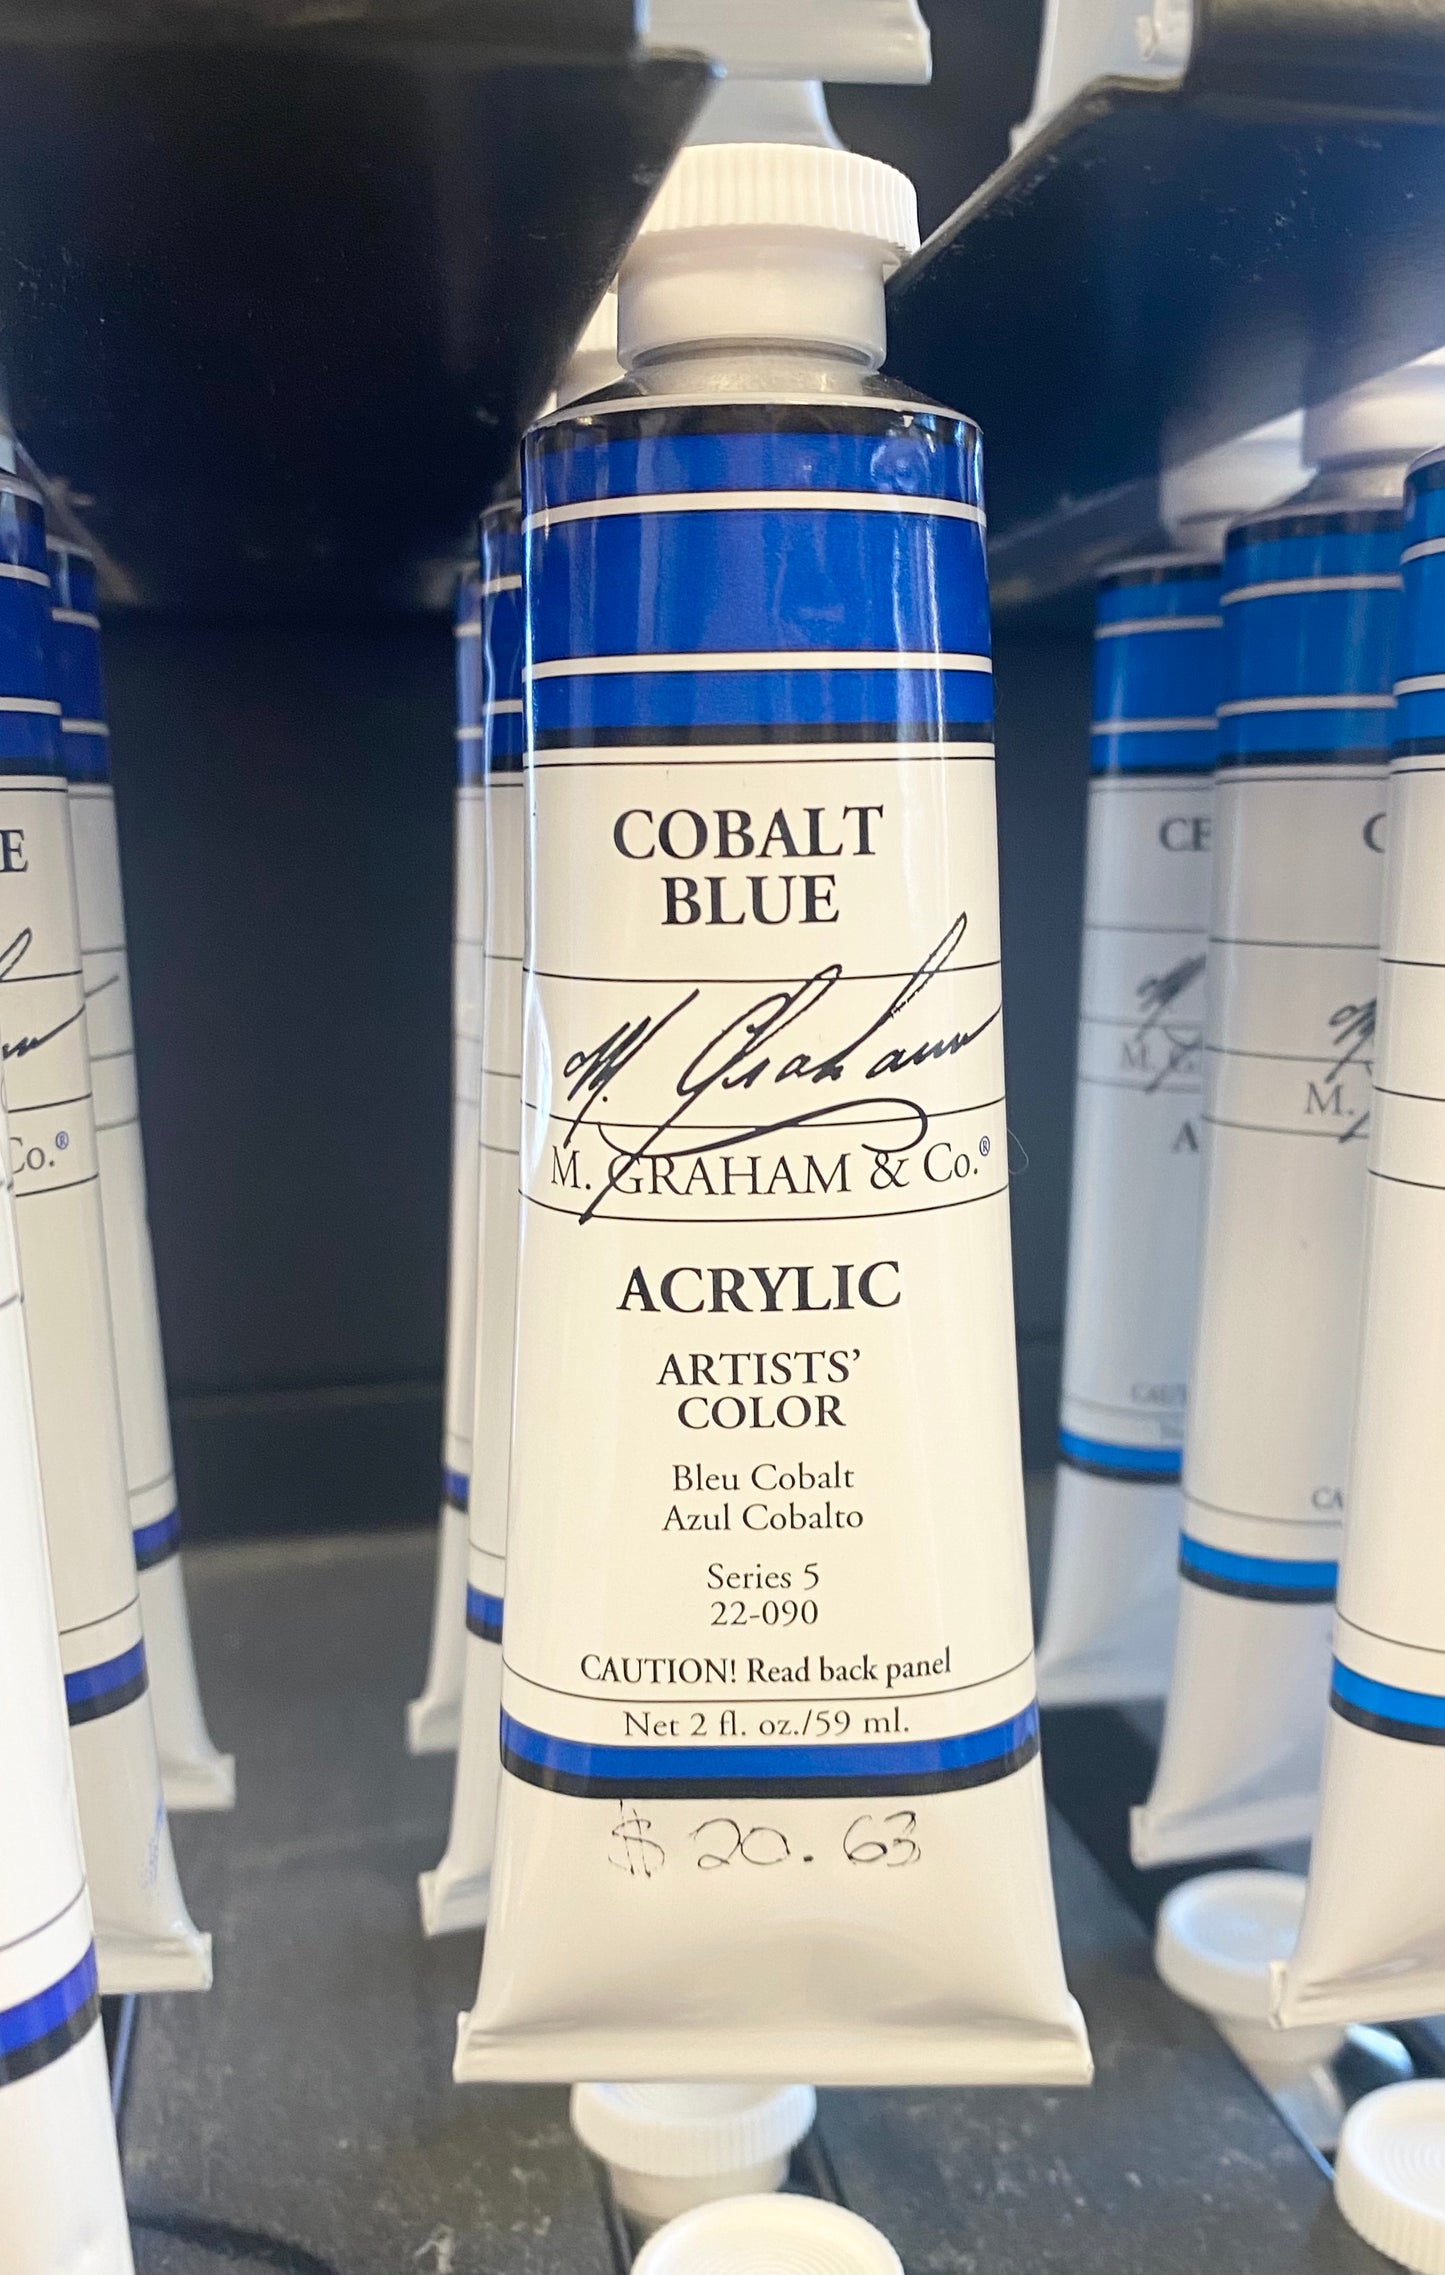 COBALT
BLUE
M. Graham
M. GRAHAM & Co.®
ACRYLIC
ARTISTS'
COLOR
Bleu Cobalt
Azul Cobalto
Series 5
22-090
CAUTION! Read back panel
Net 2 fl. oz./59 ml.
$ 20.63
Co.®
M.